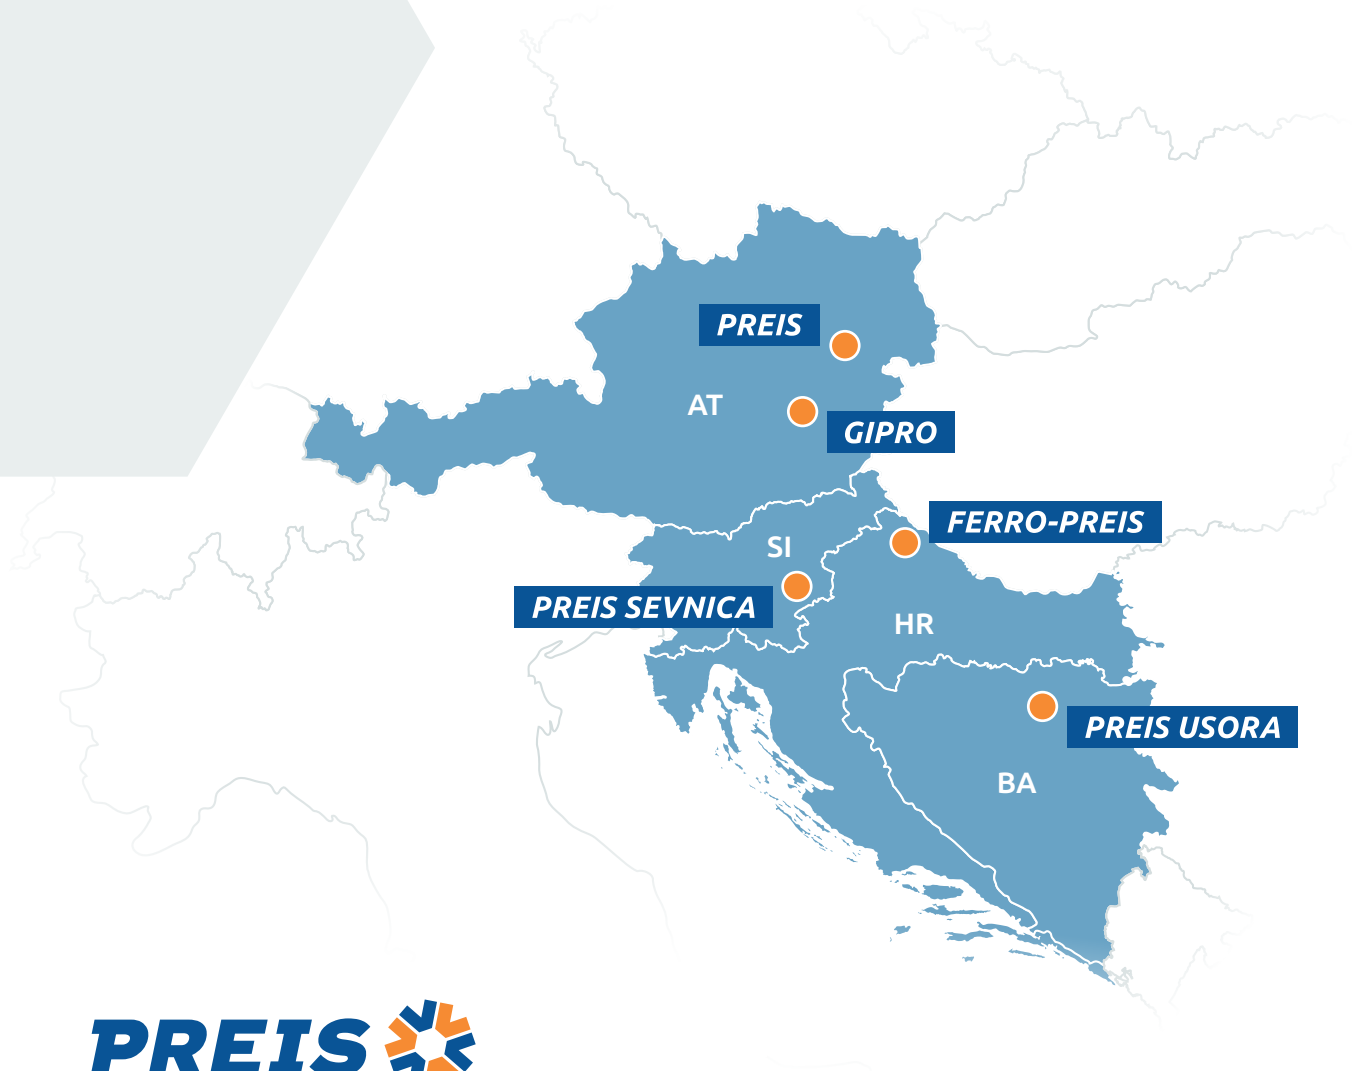 PREIS
AT
GIPRO
FERRO-PREIS
SI
PREIS SEVNICA
HR
PREIS USORA
BA
PREIS